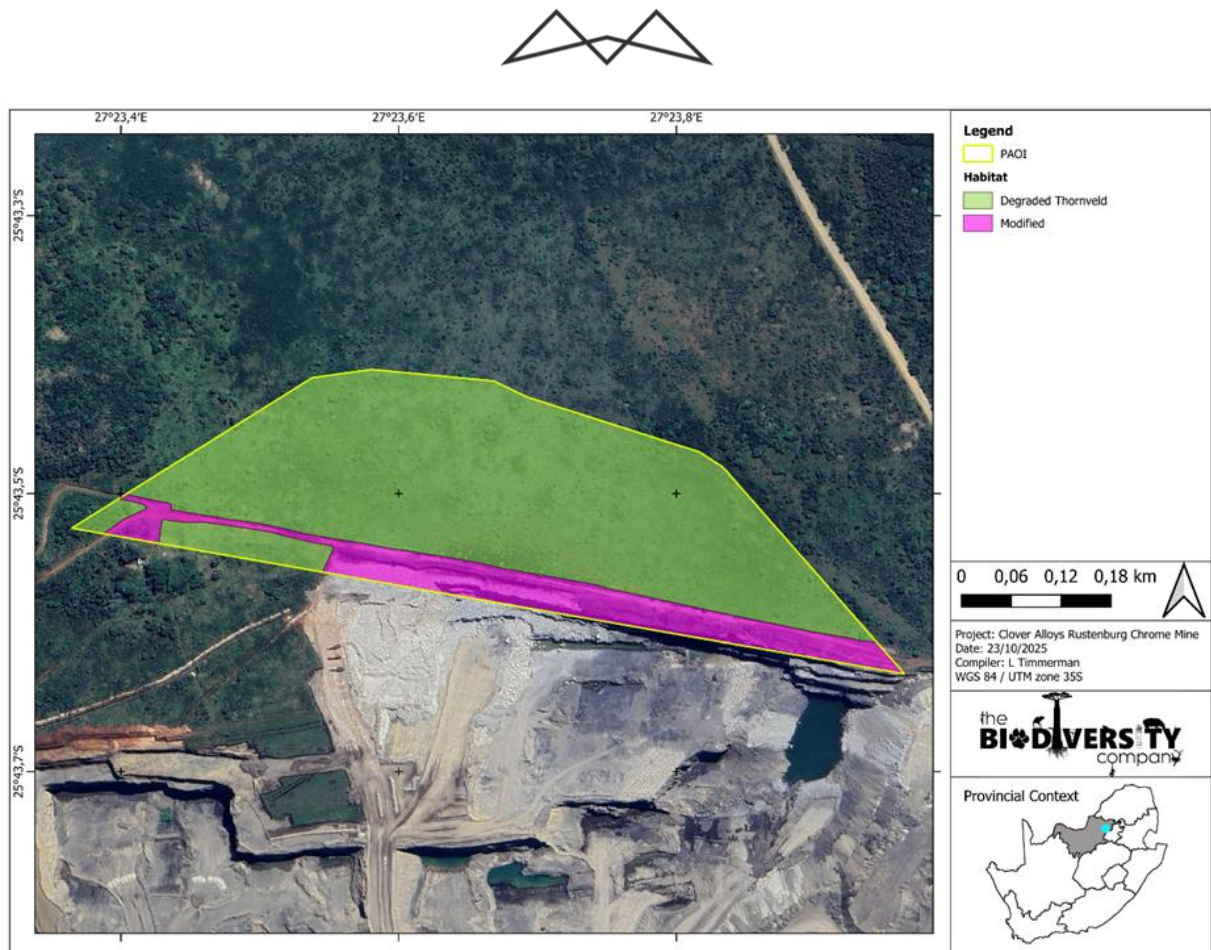 27°23,4'E 27°23,6'E 27°23,8'E
25°43,3'S
25°43,5'S
25°43,7'S
Legend
PAOI
Habitat
Degraded Thornveld
Modified
0 0,06 0,12 0,18 km
Project: Clover Alloys Rustenburg Chrome Mine
Date: 23/10/2025
Compiler: L Timmerman
WGS 84 / UTM zone 35S
the
BIODIVERSITY
company
Provincial Context